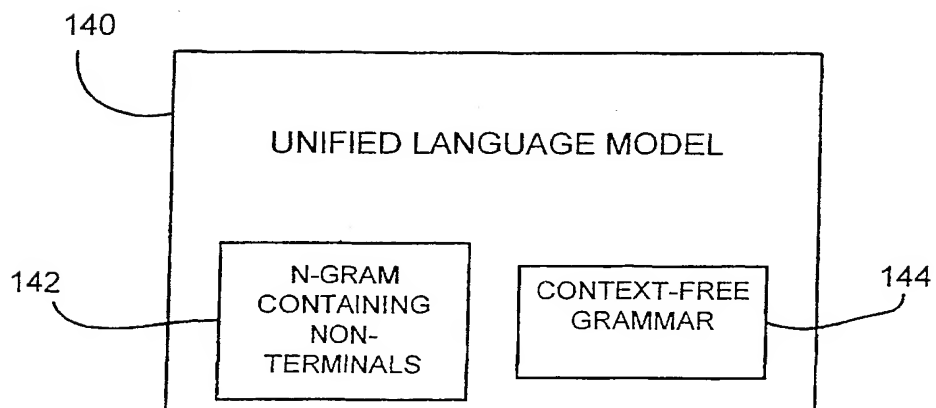 140
UNIFIED LANGUAGE MODEL
142
N-GRAM
CONTAINING
NON-
TERMINALS
CONTEXT-FREE
GRAMMAR
144